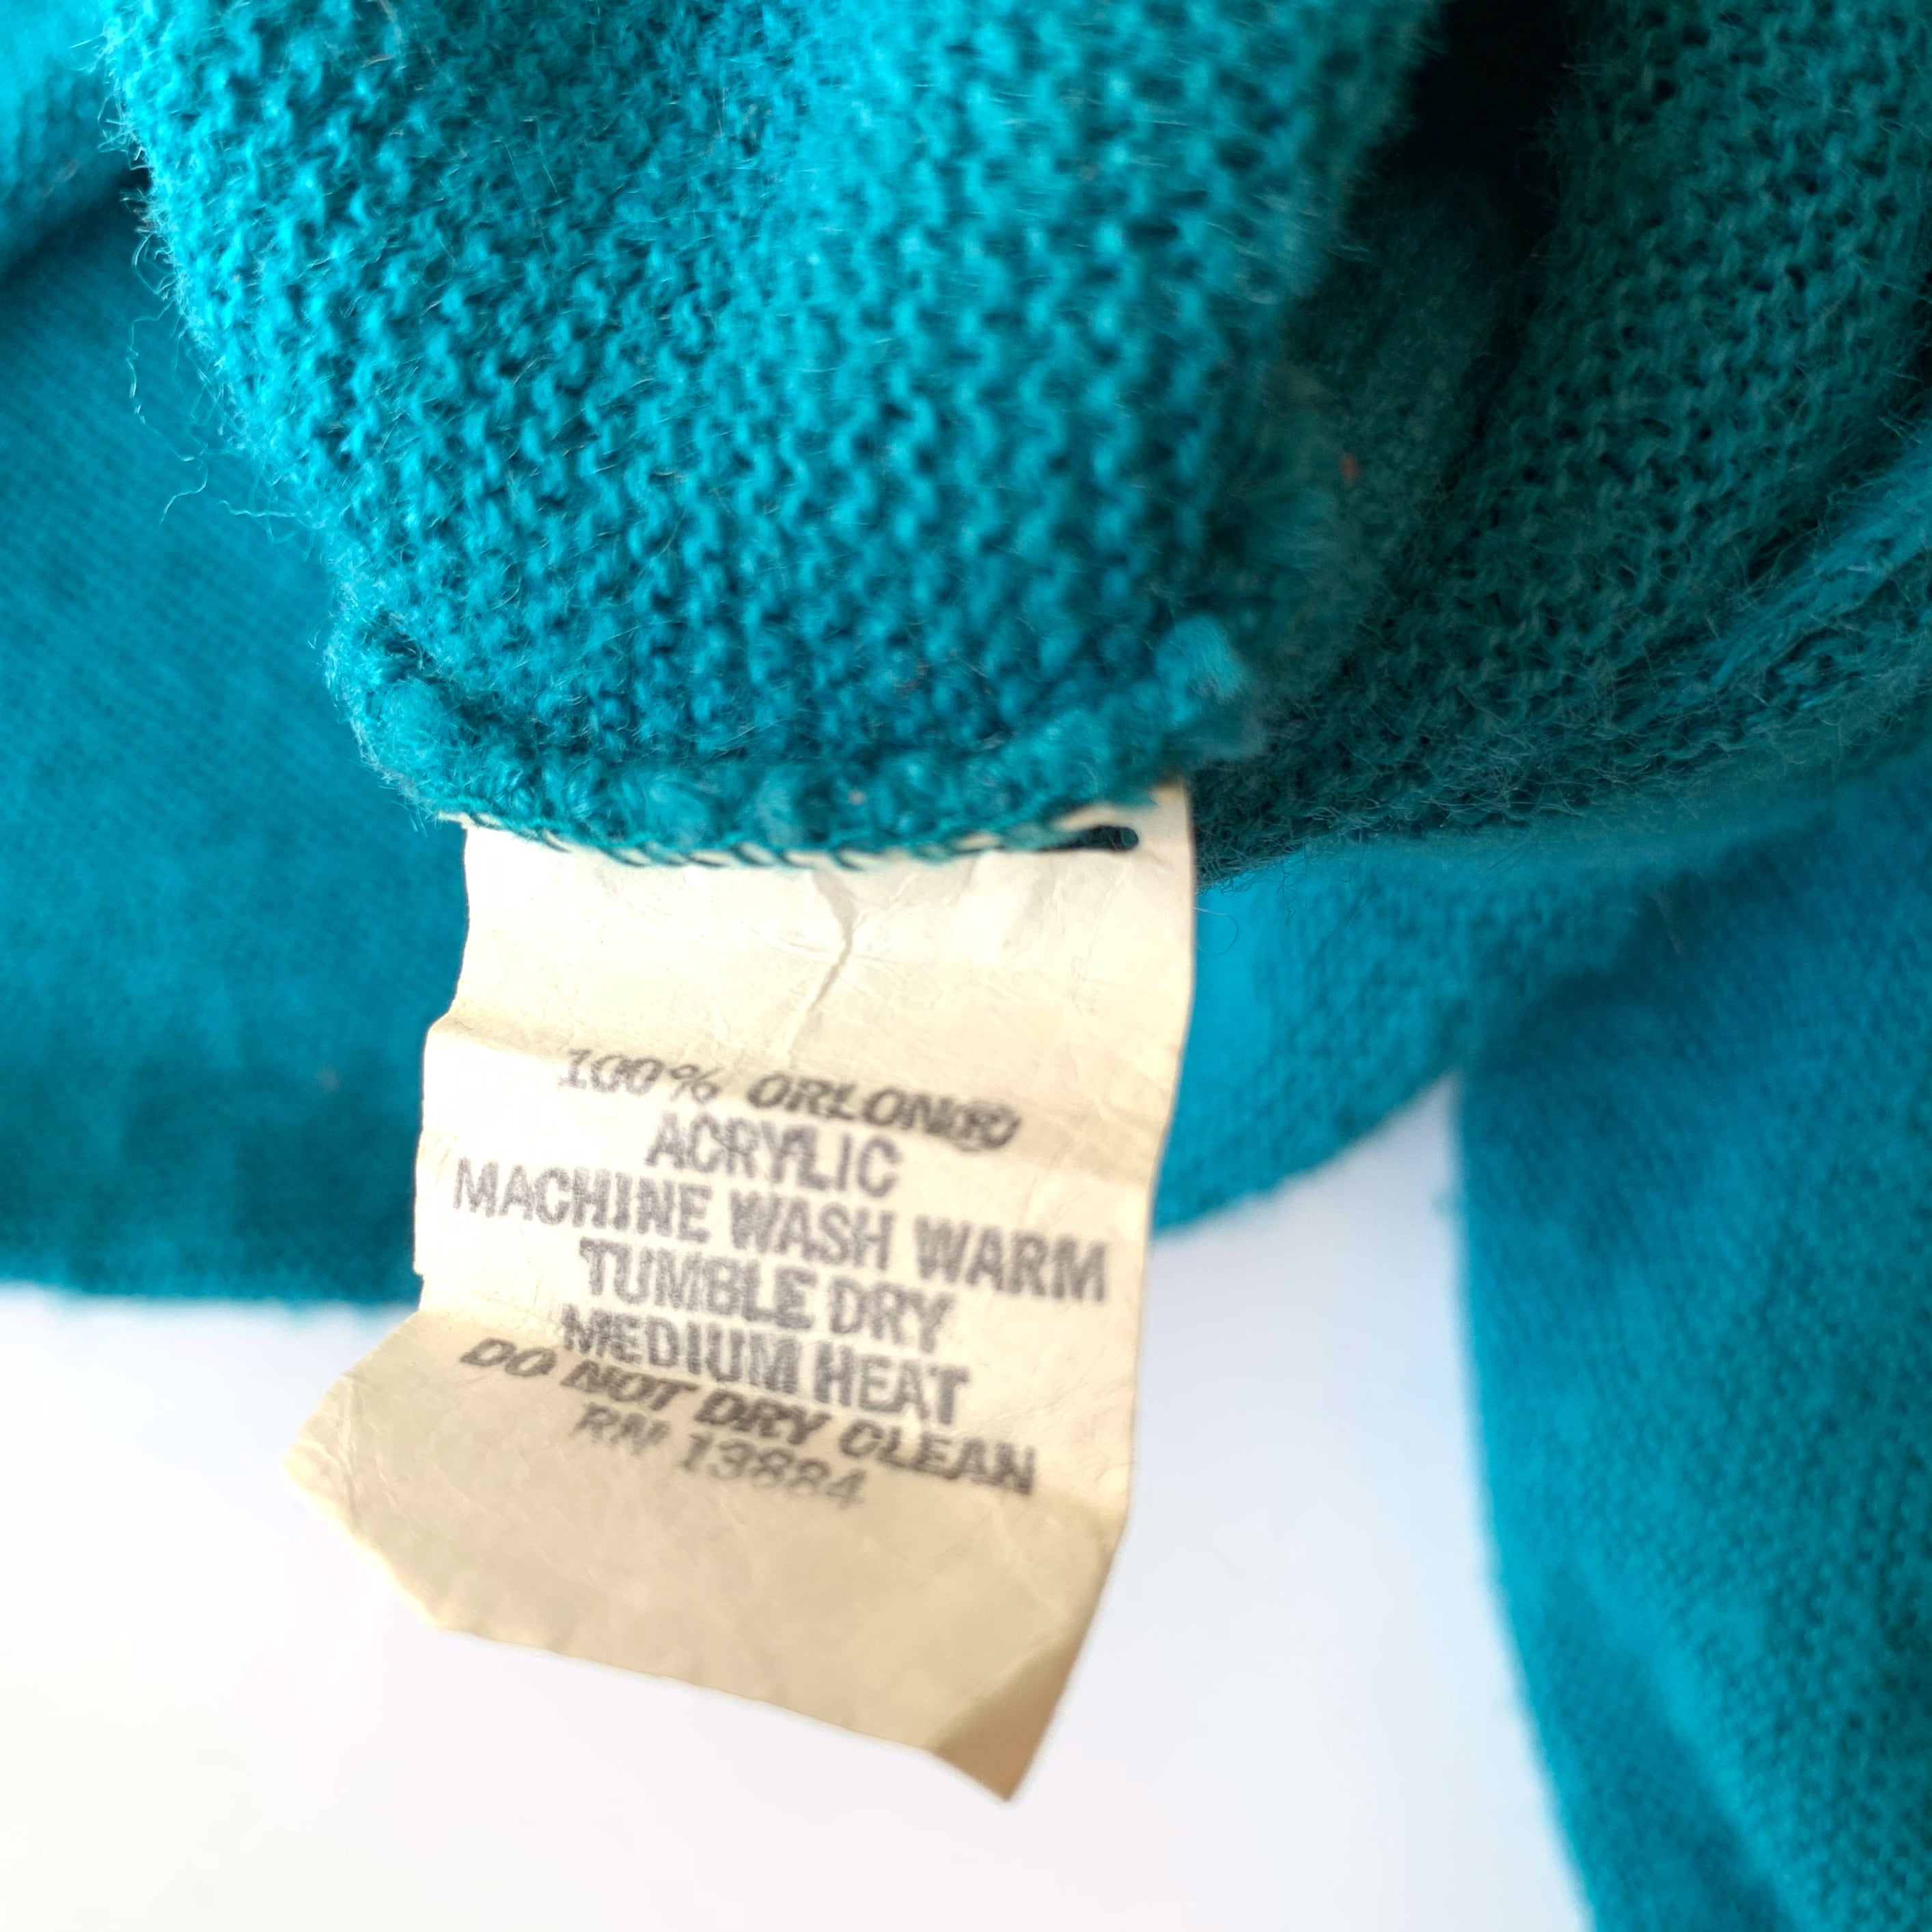 100% ORLON®
ACRYLIC
MACHINE WASH WARM
TUMBLE DRY
MEDIUM HEAT
DO NOT DRY CLEAN
RN 13884